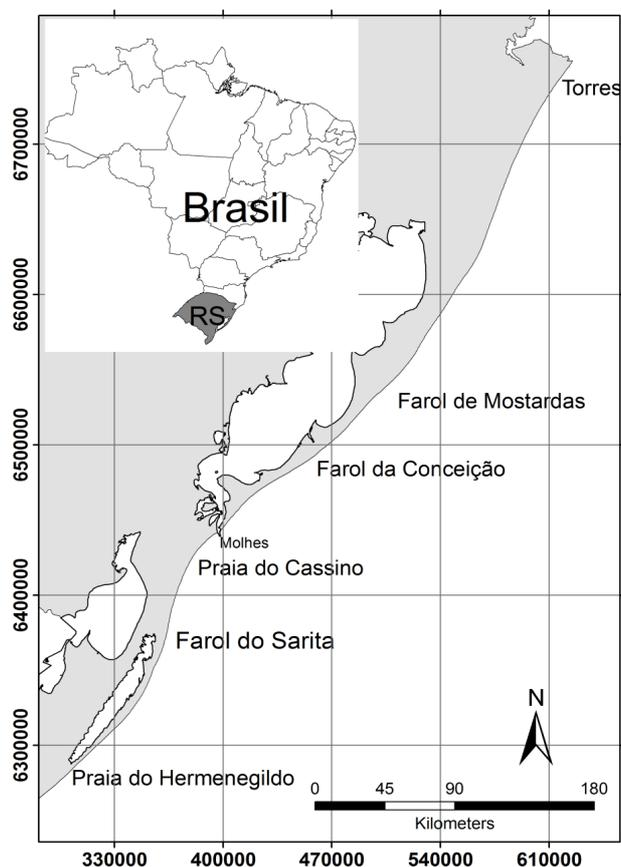 Torres
6700000
Brasil
6600000
RS
Farol de Mostardas
6500000
Farol da Conceição
Molhes
Praia do Cassino
6400000
Farol do Sarita
N
6300000
Praia do Hermenegildo
0 45 90 180
Kilometers
330000 400000 470000 540000 610000